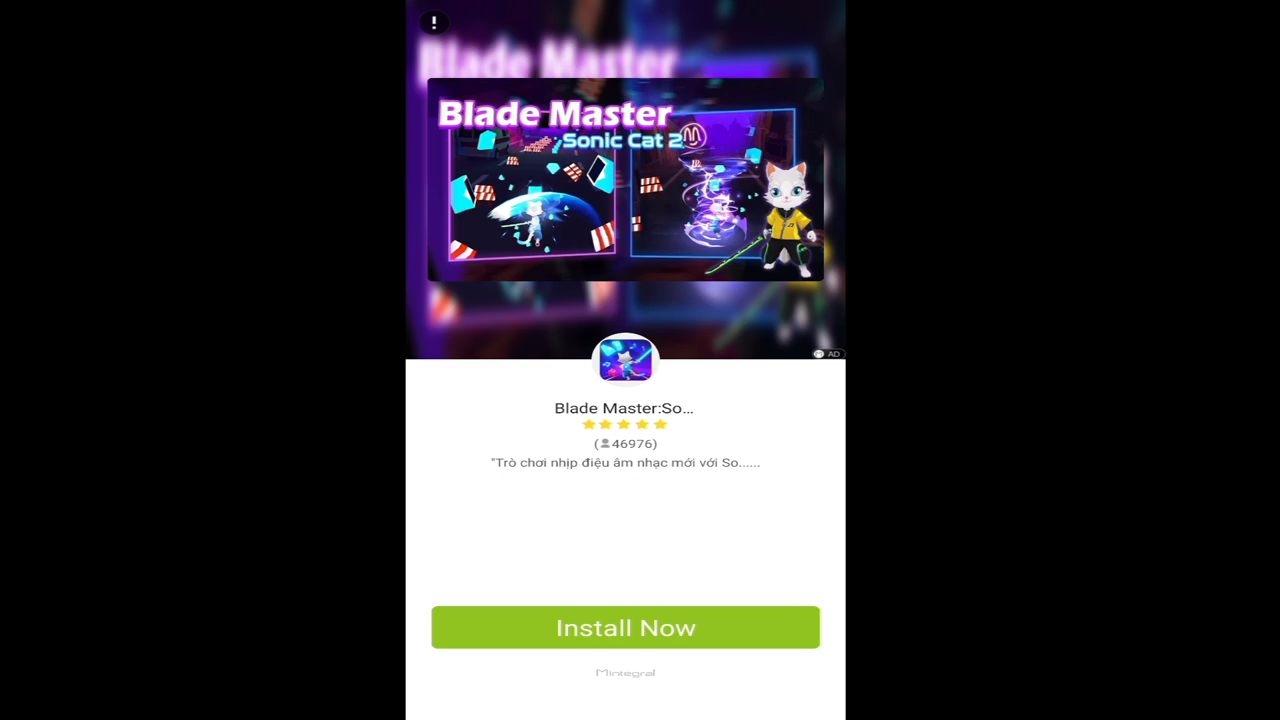 !
Blade Master
Blade Master
Sonic Cat 2
AD
Blade Master:So...
(46976)
"Trò chơi nhịp điệu âm nhạc mới với So......
Install Now
Mintegral